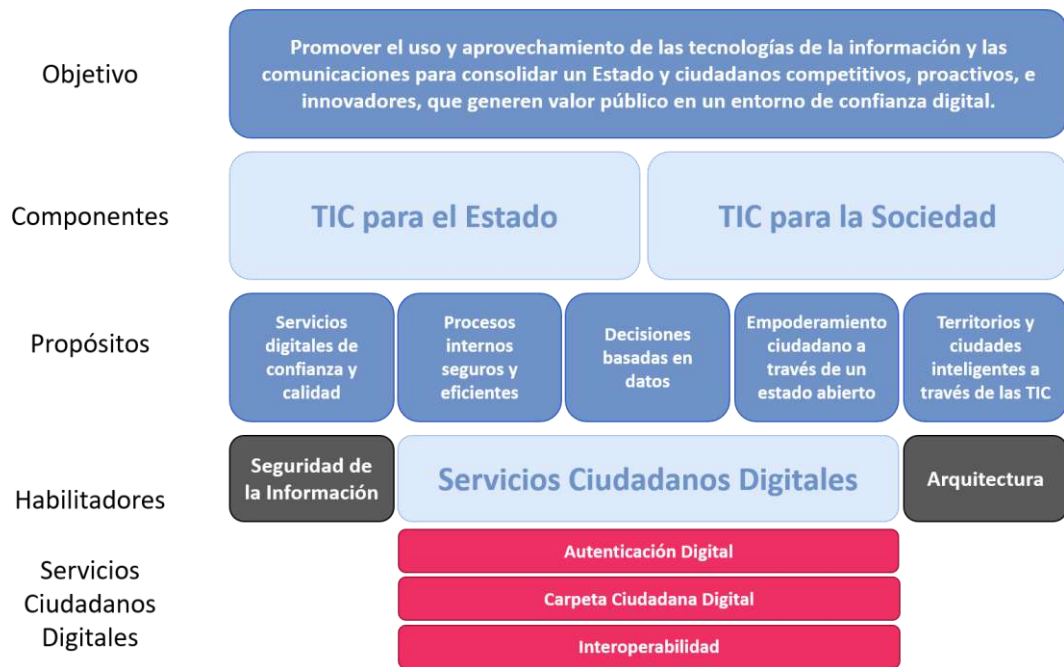 Objetivo
Promover el uso y aprovechamiento de las tecnologías de la información y las
comunicaciones para consolidar un Estado y ciudadanos competitivos, proactivos, e
innovadores, que generen valor público en un entorno de confianza digital.
Componentes
TIC para el Estado
TIC para la Sociedad
Propósitos
Servicios
digitales de
confianza y
calidad
Procesos
internos
seguros y
eficientes
Decisiones
basadas en
datos
Empoderamiento
ciudadano a
través de un
estado abierto
Territorios y
ciudades
inteligentes a
través de las TIC
Habilitadores
Seguridad de
la Información
Servicios Ciudadanos Digitales
Arquitectura
Servicios
Ciudadanos
Digitales
Autenticación Digital
Carpeta Ciudadana Digital
Interoperabilidad